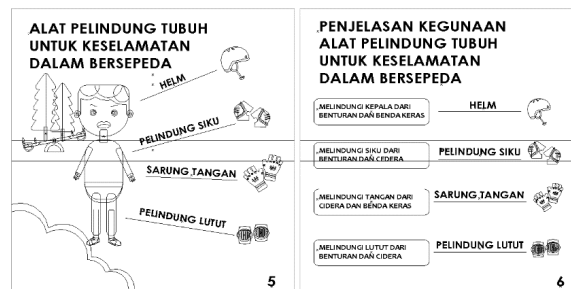 ALAT PELINDUNG TUBUH
UNTUK KESELAMATAN
DALAM BERSEPEDA
HELM
PELINDUNG SIKU
SARUNG TANGAN
PELINDUNG LUTUT
5
PENJELASAN KEGUNAAN
ALAT PELINDUNG TUBUH
UNTUK KESELAMATAN
DALAM BERSEPEDA
MELINDUNGI KEPALA DARI
BENTURAN DAN BENDA KERAS
HELM
MELINDUNGI SIKU DARI
BENTURAN DAN CEDERA
PELINDUNG SIKU
MELINDUNGI TANGAN DARI
CIDERA DAN BENDA KERAS
SARUNG TANGAN
MELINDUNGI LUTUT DARI
BENTURAN DAN CIDERA
PELINDUNG LUTUT
6